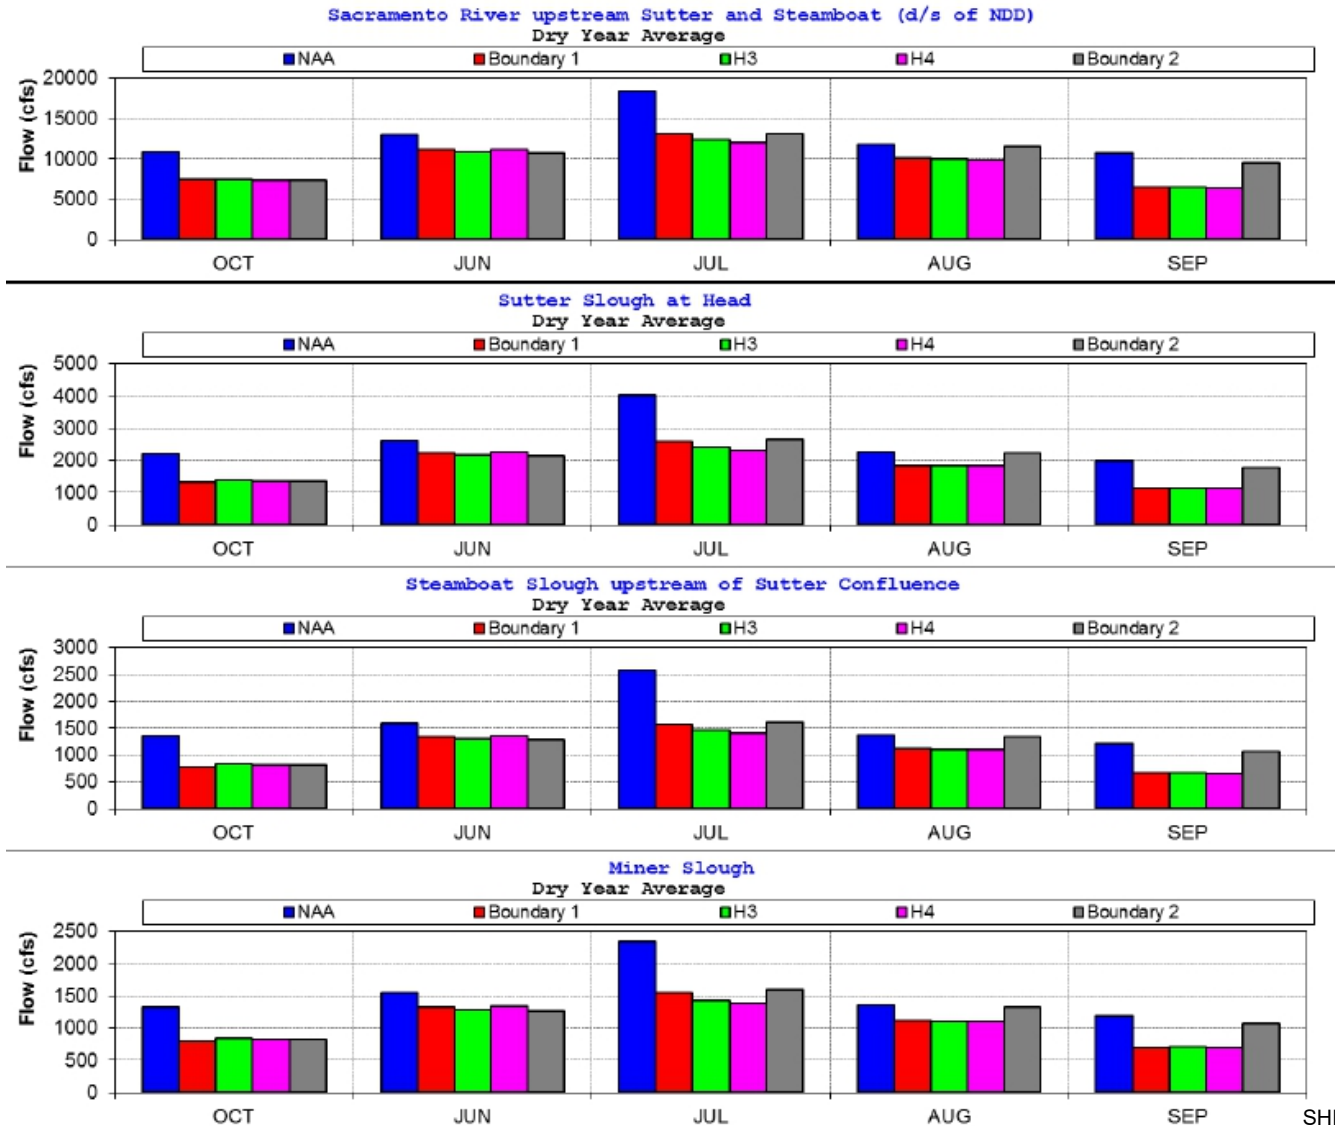 Sacramento River upstream Sutter and Steamboat (d/s of NDD)
Dry Year Average
NAA Boundary 1 H3 H4 Boundary 2
Flow (cfs)
20000
15000
10000
5000
0
OCT JUN JUL AUG SEP
Sutter Slough at Head
Dry Year Average
NAA Boundary 1 H3 H4 Boundary 2
Flow (cfs)
5000
4000
3000
2000
1000
0
OCT JUN JUL AUG SEP
Steamboat Slough upstream of Sutter Confluence
Dry Year Average
NAA Boundary 1 H3 H4 Boundary 2
Flow (cfs)
3000
2500
2000
1500
1000
500
0
OCT JUN JUL AUG SEP
Miner Slough
Dry Year Average
NAA Boundary 1 H3 H4 Boundary 2
Flow (cfs)
2500
2000
1500
1000
500
0
OCT JUN JUL AUG SEP